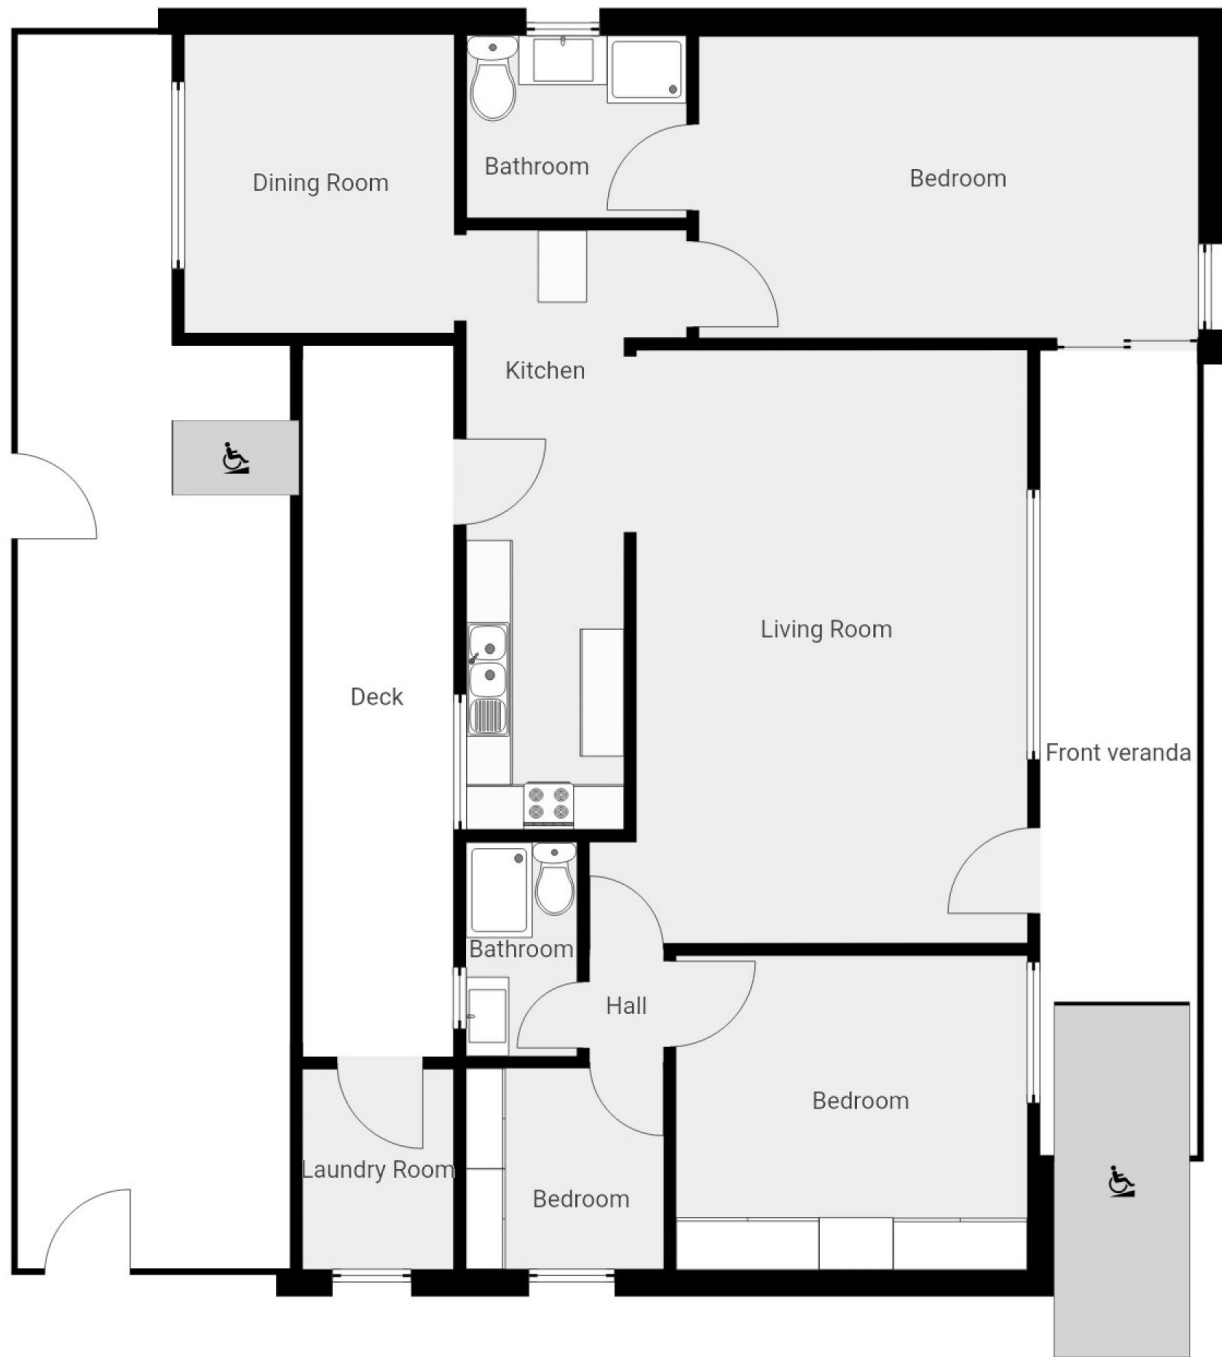 Dining Room
Bathroom
Bedroom
Kitchen
Living Room
Deck
Front veranda
Bathroom
Hall
Bedroom
Laundry Room
Bedroom